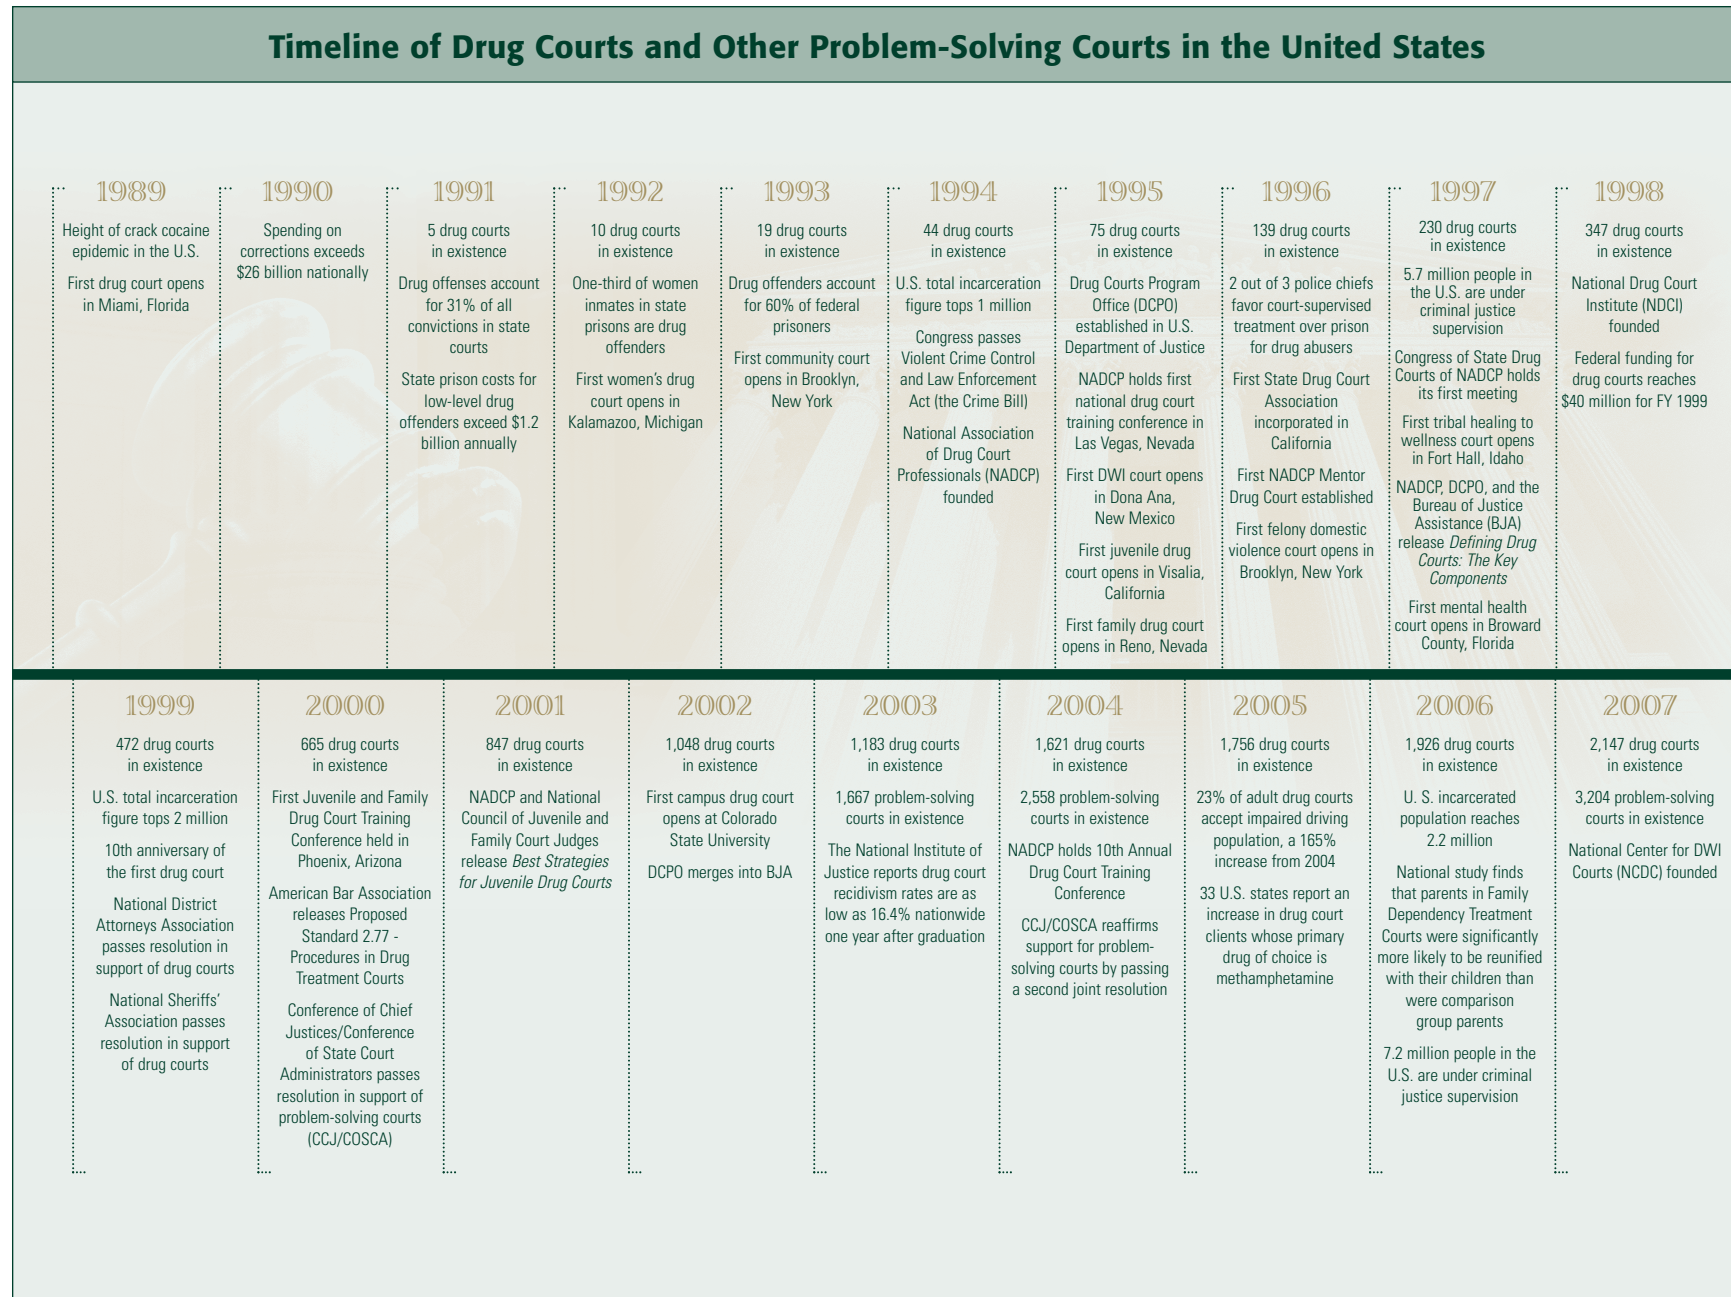 Timeline of Drug Courts and Other Problem-Solving Courts in the United States
1989
Height of crack cocaine
epidemic in the U.S.
First drug court opens
in Miami, Florida
1990
Spending on
corrections exceeds
$26 billion nationally
1991
5 drug courts
in existence
Drug offenses account
for 31% of all
convictions in state
courts
State prison costs for
low-level drug
offenders exceed $1.2
billion annually
1992
10 drug courts
in existence
One-third of women
inmates in state
prisons are drug
offenders
First women's drug
court opens in
Kalamazoo, Michigan
1993
19 drug courts
in existence
Drug offenders account
for 60% of federal
prisoners
First community court
opens in Brooklyn,
New York
1994
44 drug courts
in existence
U.S. total incarceration
figure tops 1 million
Congress passes
Violent Crime Control
and Law Enforcement
Act (the Crime Bill)
National Association
of Drug Court
Professionals (NADCP)
founded
1995
75 drug courts
in existence
Drug Courts Program
Office (DCPO)
established in U.S.
Department of Justice
NADCP holds first
national drug court
training conference in
Las Vegas, Nevada
First DWI court opens
in Dona Ana,
New Mexico
First juvenile drug
court opens in Visalia,
California
First family drug court
opens in Reno, Nevada
1996
139 drug courts
in existence
2 out of 3 police chiefs
favor court-supervised
treatment over prison
for drug abusers
First State Drug Court
Association
incorporated in
California
First NADCP Mentor
Drug Court established
First felony domestic
violence court opens in
Brooklyn, New York
1997
230 drug courts
in existence
5.7 million people in
the U.S. are under
criminal justice
supervision
Congress of State Drug
Courts of NADCP holds
its first meeting
First tribal healing to
wellness court opens
in Fort Hall, Idaho
NADCP, DCPO, and the
Bureau of Justice
Assistance (BJA)
release Defining Drug
Courts: The Key
Components
First mental health
court opens in Broward
County, Florida
1998
347 drug courts
in existence
National Drug Court
Institute (NDCI)
founded
Federal funding for
drug courts reaches
$40 million for FY 1999
1999
472 drug courts
in existence
U.S. total incarceration
figure tops 2 million
10th anniversary of
the first drug court
National District
Attorneys Association
passes resolution in
support of drug courts
National Sheriffs'
Association passes
resolution in support
of drug courts
2000
665 drug courts
in existence
First Juvenile and Family
Drug Court Training
Conference held in
Phoenix, Arizona
American Bar Association
releases Proposed
Standard 2.77 -
Procedures in Drug
Treatment Courts
Conference of Chief
Justices/Conference
of State Court
Administrators passes
resolution in support of
problem-solving courts
(CCJ/COSCA)
2001
847 drug courts
in existence
NADCP and National
Council of Juvenile and
Family Court Judges
release Best Strategies
for Juvenile Drug Courts
2002
1,048 drug courts
in existence
First campus drug court
opens at Colorado
State University
DCPO merges into BJA
2003
1,183 drug courts
in existence
1,667 problem-solving
courts in existence
The National Institute of
Justice reports drug court
recidivism rates are as
low as 16.4% nationwide
one year after graduation
2004
1,621 drug courts
in existence
2,558 problem-solving
courts in existence
NADCP holds 10th Annual
Drug Court Training
Conference
CCJ/COSCA reaffirms
support for problem-
solving courts by passing
a second joint resolution
2005
1,756 drug courts
in existence
23% of adult drug courts
accept impaired driving
population, a 165%
increase from 2004
33 U.S. states report an
increase in drug court
clients whose primary
drug of choice is
methamphetamine
2006
1,926 drug courts
in existence
U. S. incarcerated
population reaches
2.2 million
National study finds
that parents in Family
Dependency Treatment
Courts were significantly
more likely to be reunified
with their children than
were comparison
group parents
7.2 million people in the
U.S. are under criminal
justice supervision
2007
2,147 drug courts
in existence
3,204 problem-solving
courts in existence
National Center for DWI
Courts (NCDC) founded